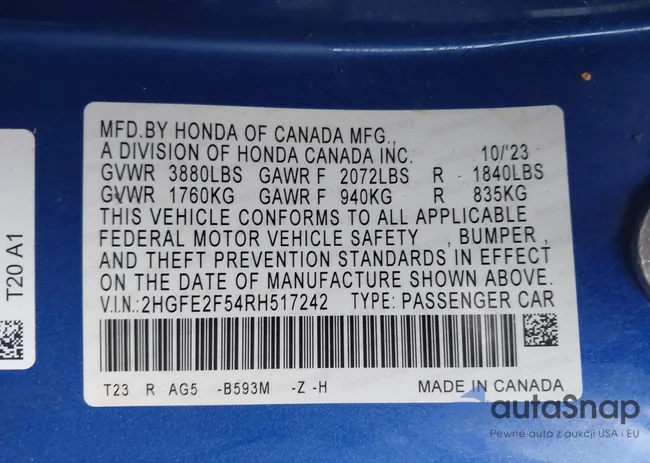 MFD.BY HONDA OF CANADA MFG.,
A DIVISION OF HONDA CANADA INC. 10/'23
GVWR 3880LBS GAWR F 2072LBS R 1840LBS
GVWR 1760KG GAWR F 940KG R 835KG
THIS VEHICLE CONFORMS TO ALL APPLICABLE
FEDERAL MOTOR VEHICLE SAFETY , BUMPER ,
AND THEFT PREVENTION STANDARDS IN EFFECT
ON THE DATE OF MANUFACTURE SHOWN ABOVE.
V.I.N.:2HGFE2F54RH517242 TYPE: PASSENGER CAR
T23 R AG5 -B593M -Z -H MADE IN CANADA
T20 A1
autaSnap
Pewne auta z aukcji USA i EU